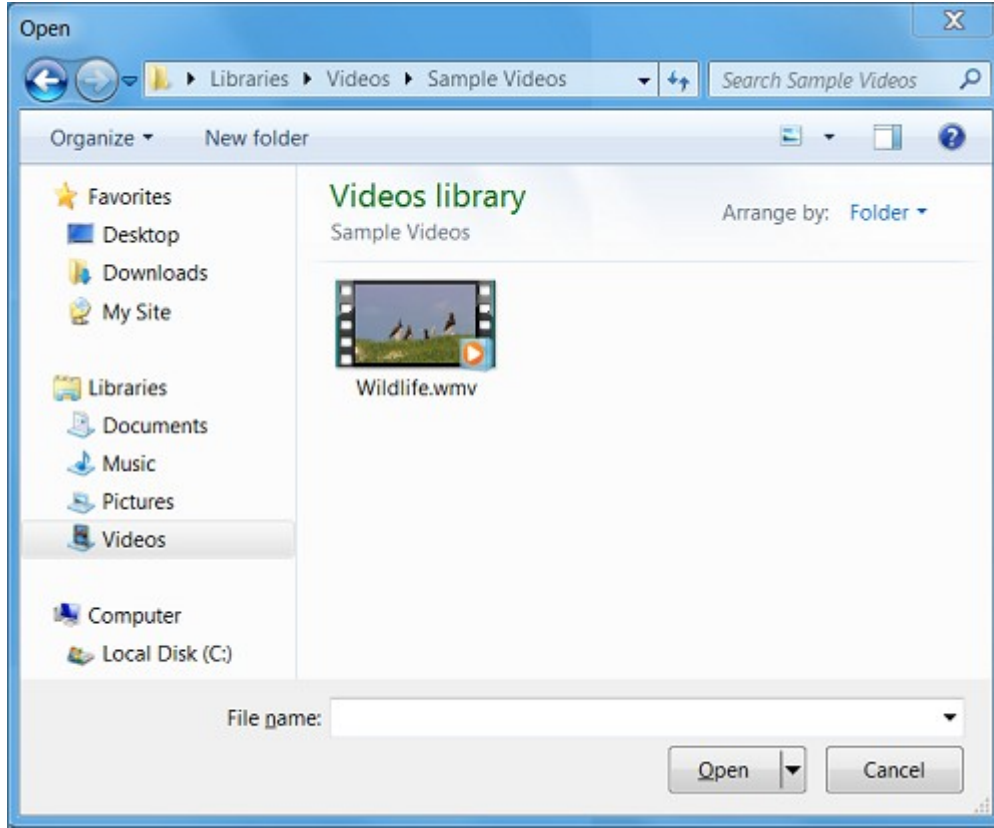 Open
Libraries Videos Sample Videos
Search Sample Videos
Organize New folder
Favorites
Desktop
Downloads
My Site
Libraries
Documents
Music
Pictures
Videos
Computer
Local Disk (C:)
Videos library
Sample Videos
Arrange by: Folder
Wildlife.wmv
File name:
Open Cancel